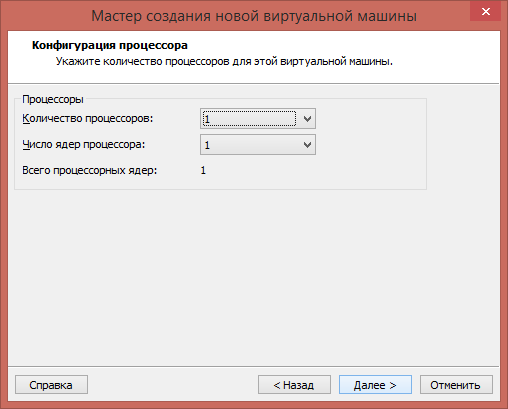 Мастер создания новой виртуальной машины
Конфигурация процессора
Укажите количество процессоров для этой виртуальной машины.
Процессоры
Количество процессоров: 1
Число ядер процессора: 1
Всего процессорных ядер: 1
Справка < Назад Далее > Отменить